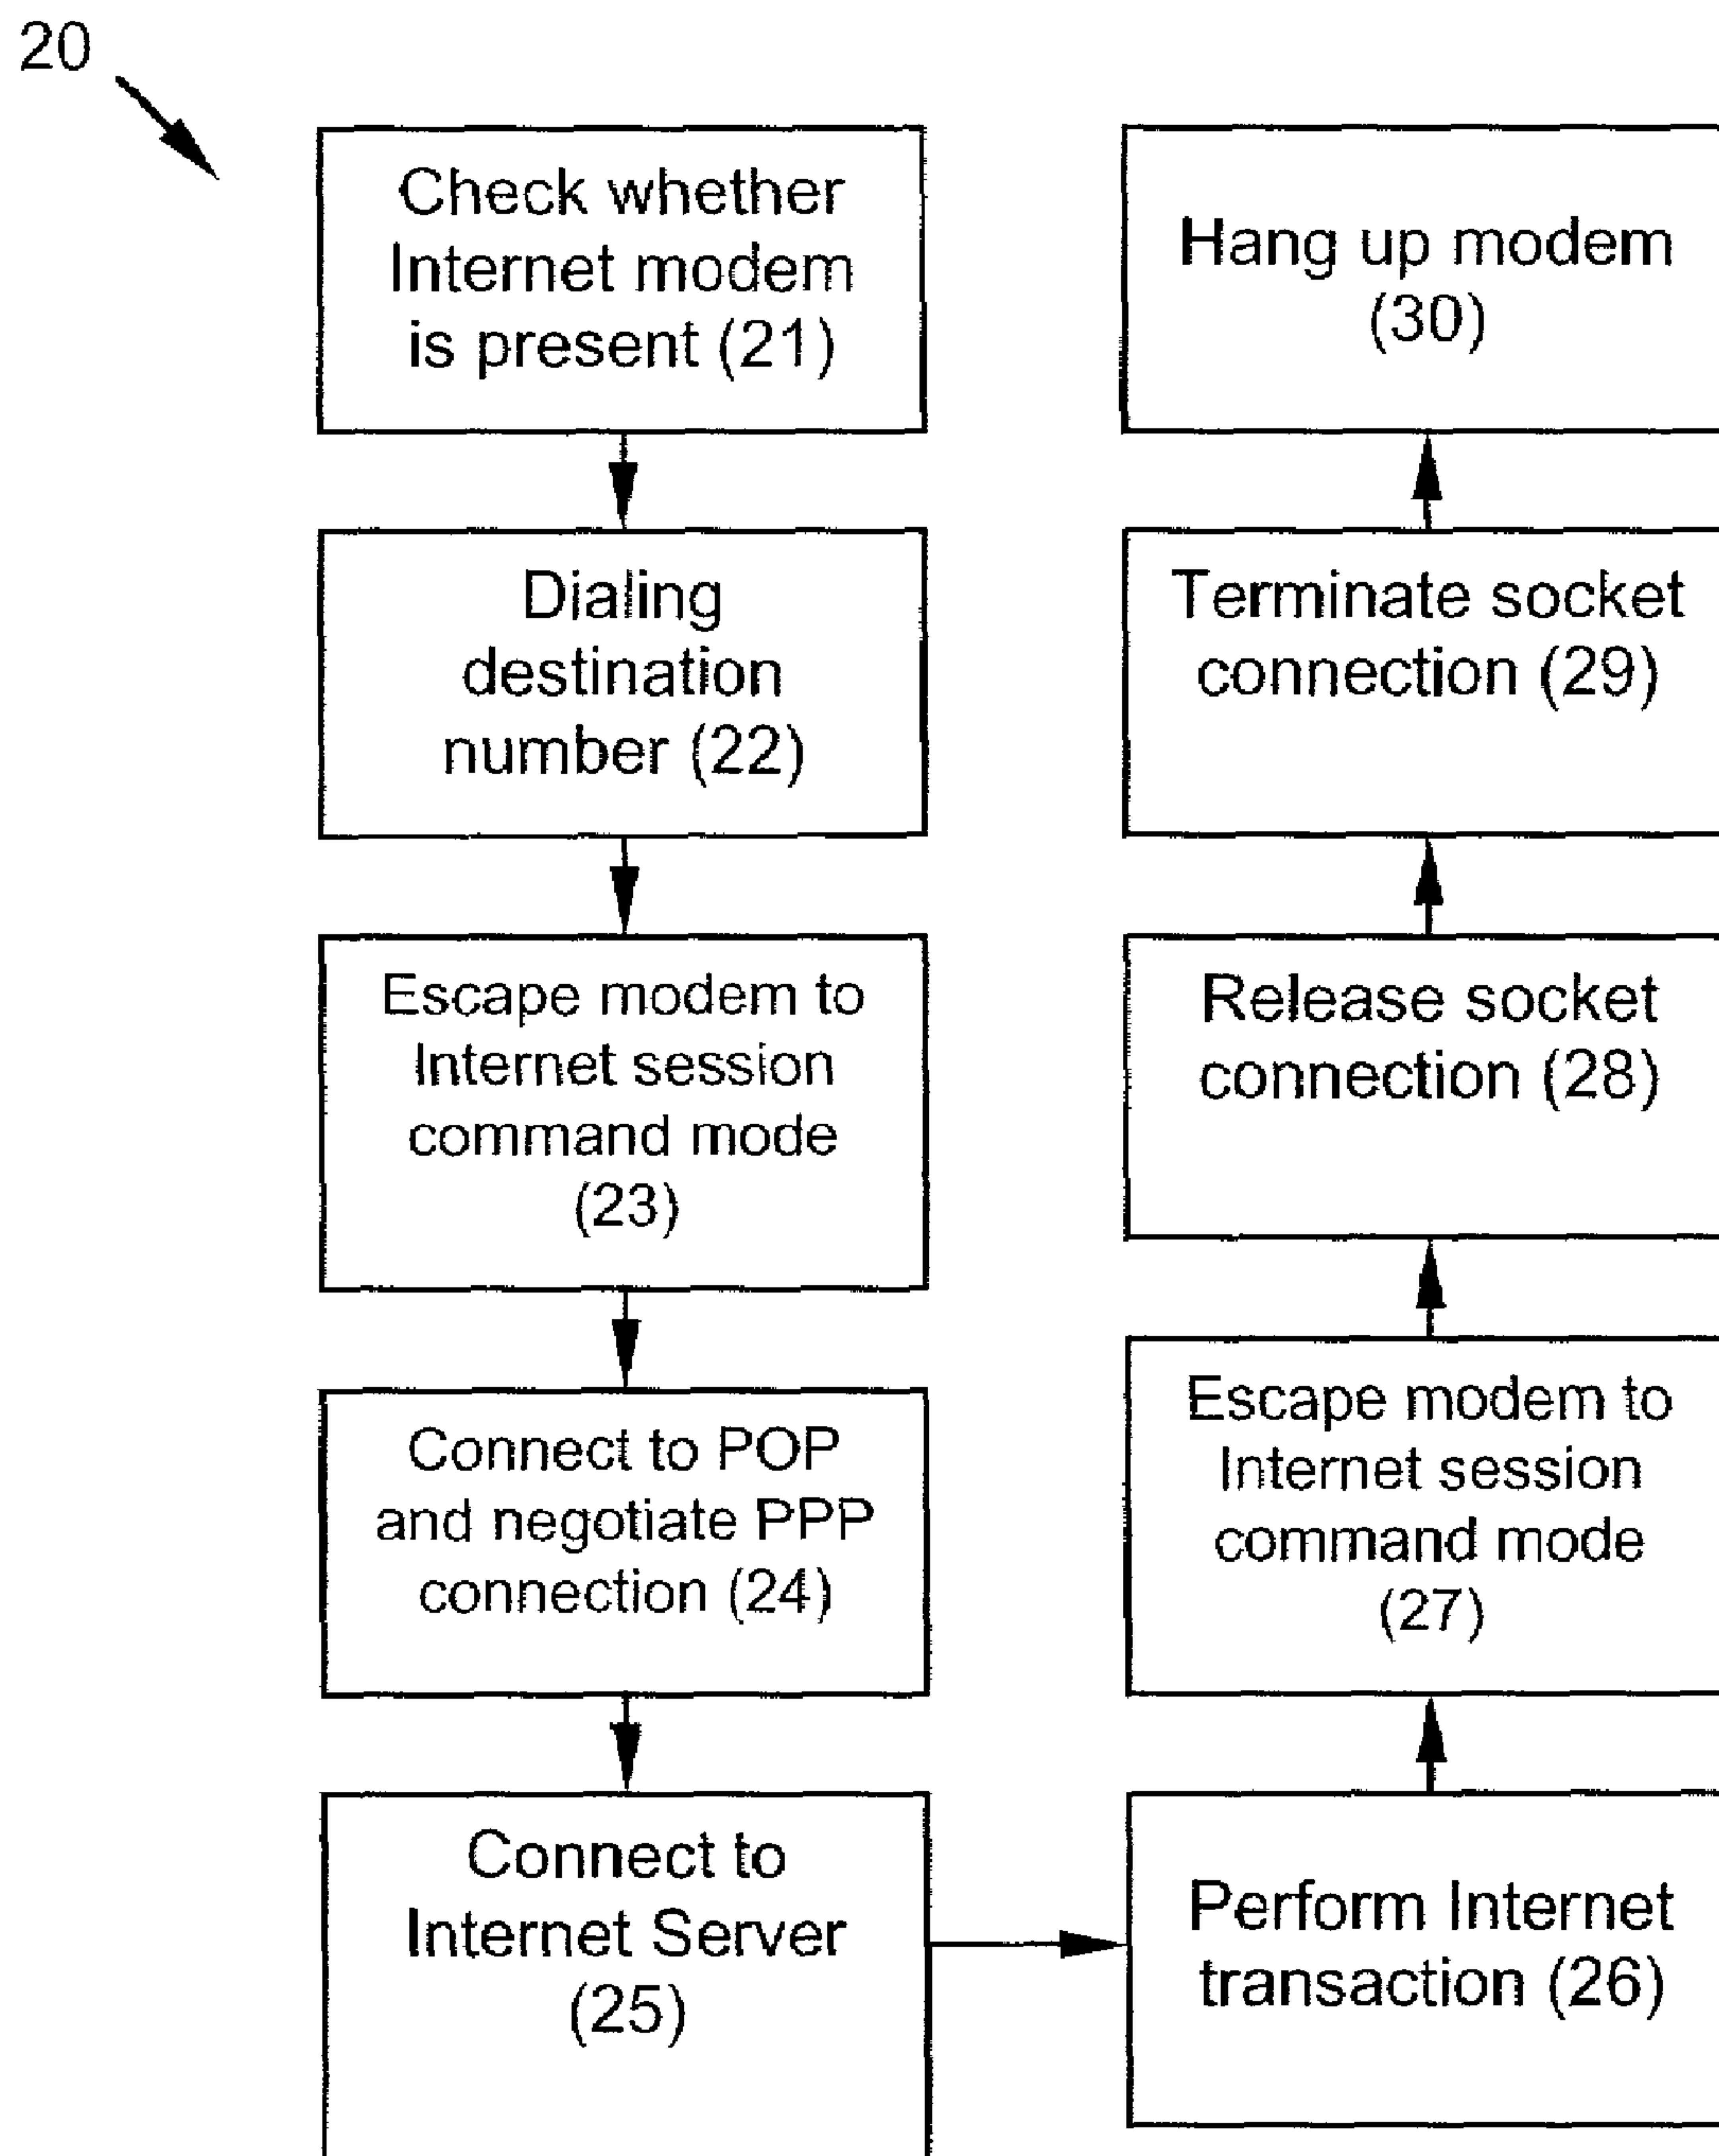 20
Check whether
Internet modem
is present (21)
Dialing
destination
number (22)
Escape modem to
Internet session
command mode
(23)
Connect to POP
and negotiate PPP
connection (24)
Connect to
Internet Server
(25)
Perform Internet
transaction (26)
Escape modem to
Internet session
command mode
(27)
Release socket
connection (28)
Terminate socket
connection (29)
Hang up modem
(30)